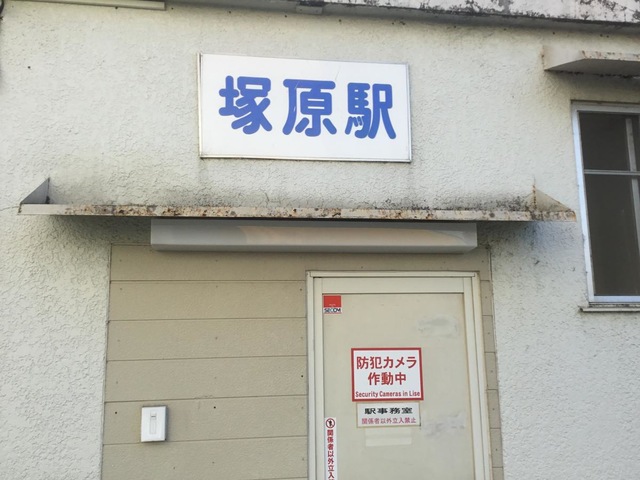 塚原駅
SECOM
防犯カメラ
作動中
Security Cameras in Lise
駅事務室
関係者以外立入禁止
関係者以外立入